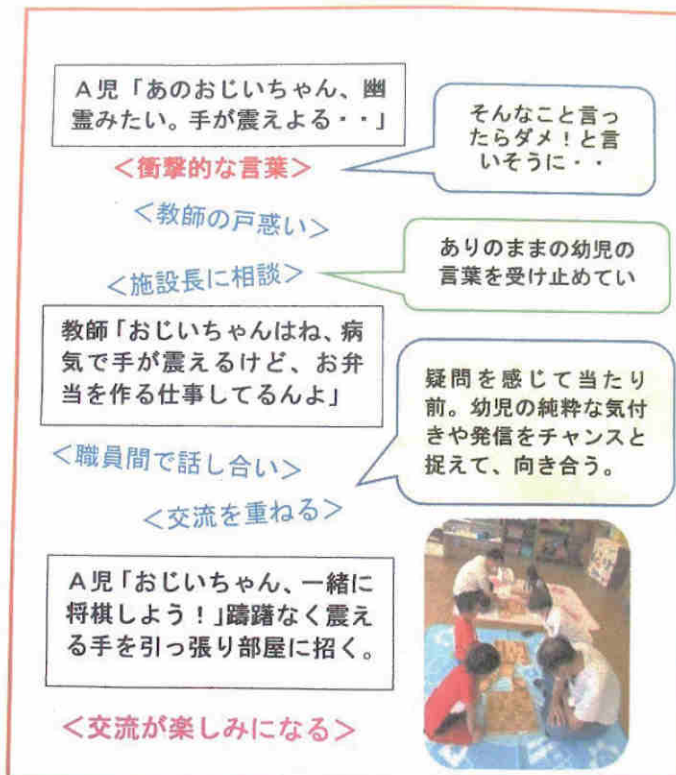 A児「あのおじいちゃん、幽
霊みたい。手が震えよる・・」
そんなこと言っ
たらダメ！と言
いそうに・・
＜衝撃的な言葉＞
＜教師の戸惑い＞
ありのままの幼児の
言葉を受け止めてい
＜施設長に相談＞
教師「おじいちゃんはね、病
気で手が震えるけど、お弁
当を作る仕事してるんよ」
疑問を感じて当たり
前。幼児の純粋な気付
きや発信をチャンスと
捉えて、向き合う。
＜職員間で話し合い＞
＜交流を重ねる＞
A児「おじいちゃん、一緒に
将棋しよう！」躊躇なく震え
る手を引っ張り部屋に招く。
＜交流が楽しみになる＞